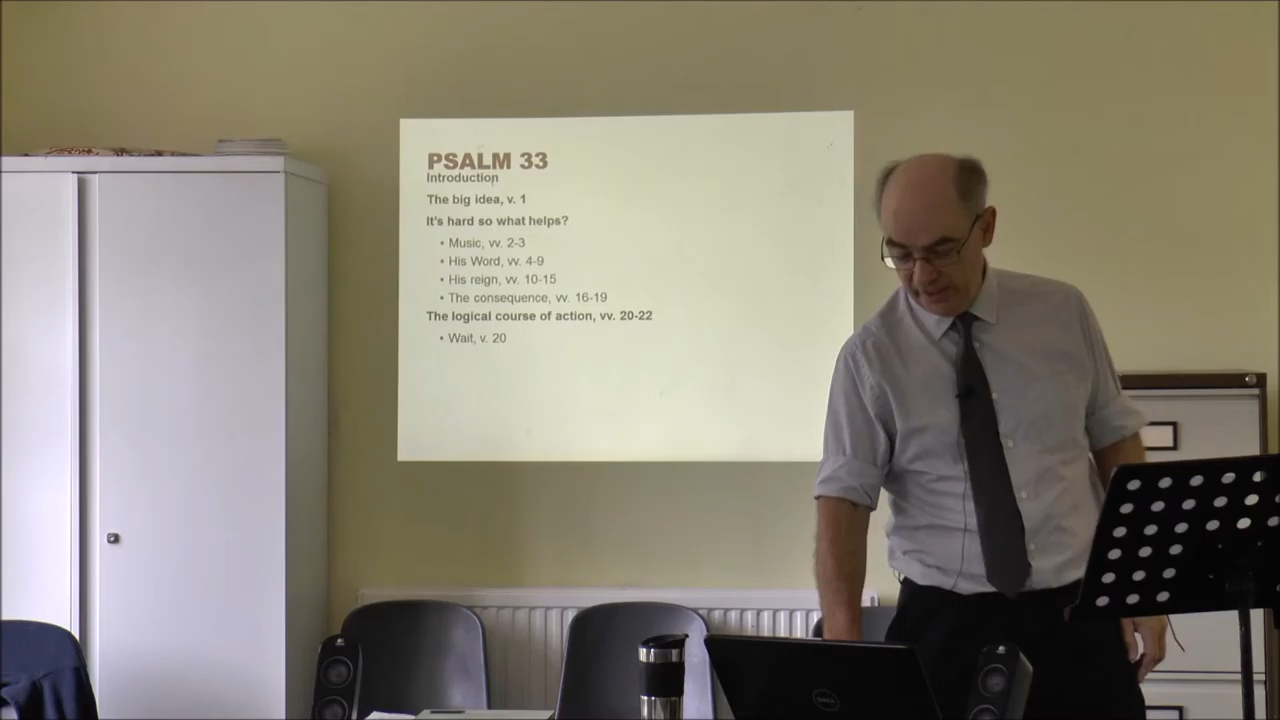 PSALM 33
Introduction
The big idea, v. 1
It's hard so what helps?
• Music, vv. 2-3
• His Word, vv. 4-9
• His reign, vv. 10-15
• The consequence, vv. 16-19
The logical course of action, vv. 20-22
• Wait, v. 20
DELL